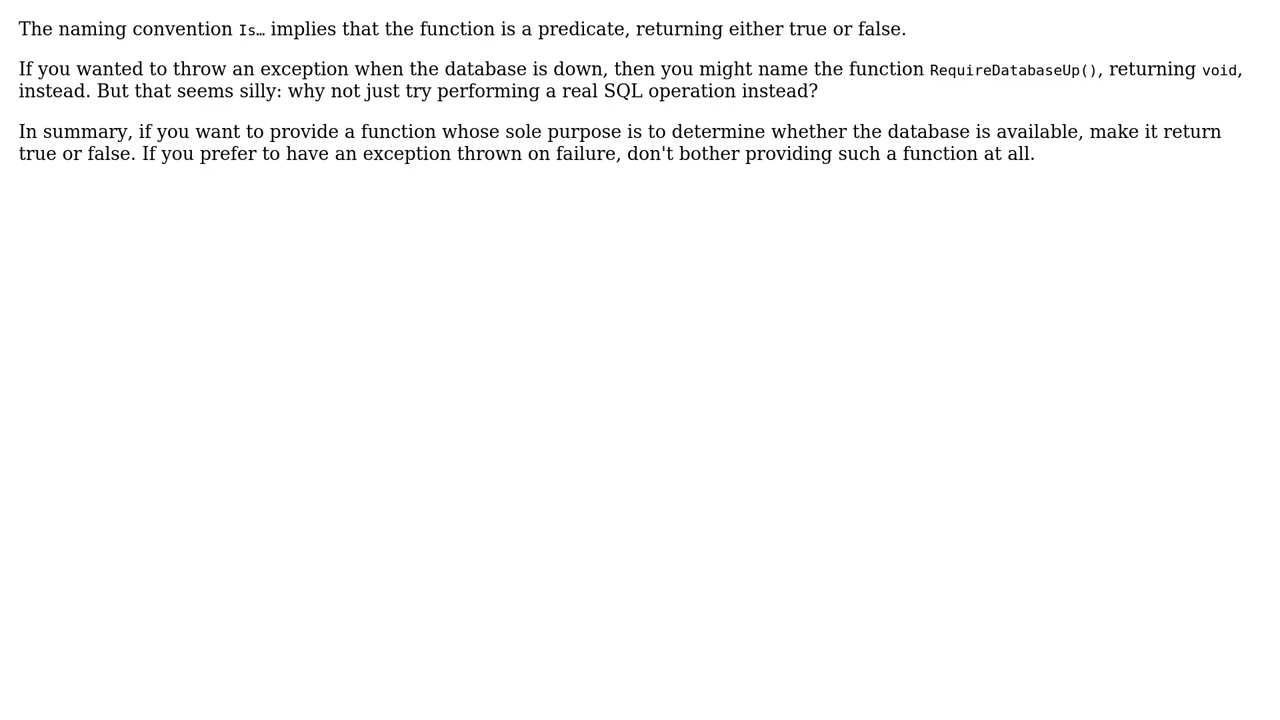 The naming convention Is… implies that the function is a predicate, returning either true or false.
If you wanted to throw an exception when the database is down, then you might name the function RequireDatabaseUp(), returning void,
instead. But that seems silly: why not just try performing a real SQL operation instead?
In summary, if you want to provide a function whose sole purpose is to determine whether the database is available, make it return
true or false. If you prefer to have an exception thrown on failure, don't bother providing such a function at all.